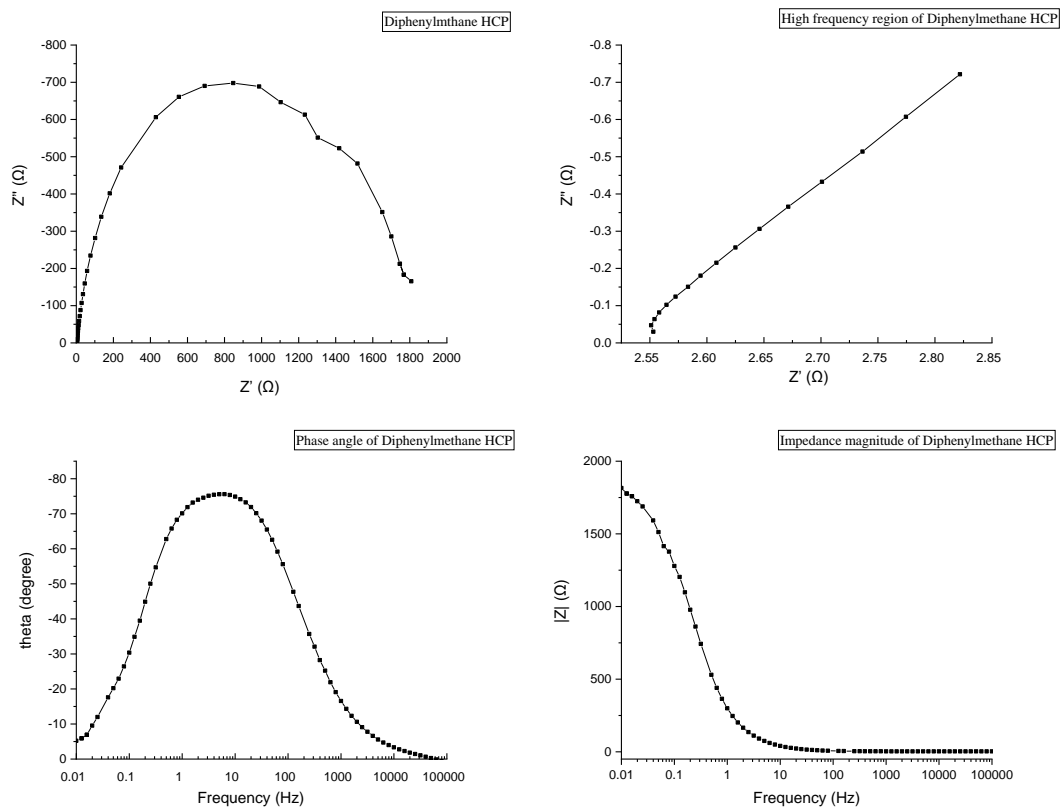 Diphenylmthane HCP
-800
-700
-600
-500
-400
-300
-200
-100
0
Z'' (Ω)
0 200 400 600 800 1000 1200 1400 1600 1800 2000
Z' (Ω)
High frequency region of Diphenylmethane HCP
-0.8
-0.7
-0.6
-0.5
-0.4
-0.3
-0.2
-0.1
0.0
Z'' (Ω)
2.55 2.60 2.65 2.70 2.75 2.80 2.85
Z' (Ω)
Phase angle of Diphenylmethane HCP
-80
-70
-60
-50
-40
-30
-20
-10
0
theta (degree)
0.01 0.1 1 10 100 1000 10000 100000
Frequency (Hz)
Impedance magnitude of Diphenylmethane HCP
2000
1750
1500
1250
1000
750
500
250
0
|Z| (Ω)
0.01 0.1 1 10 100 1000 10000 100000
Frequency (Hz)